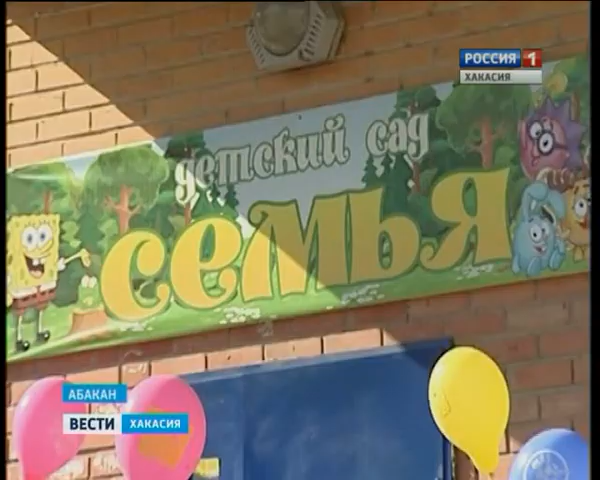 РОССИЯ 1
ХАКАСИЯ
детский сад
семья
АБАКАН
ВЕСТИ ХАКАСИЯ